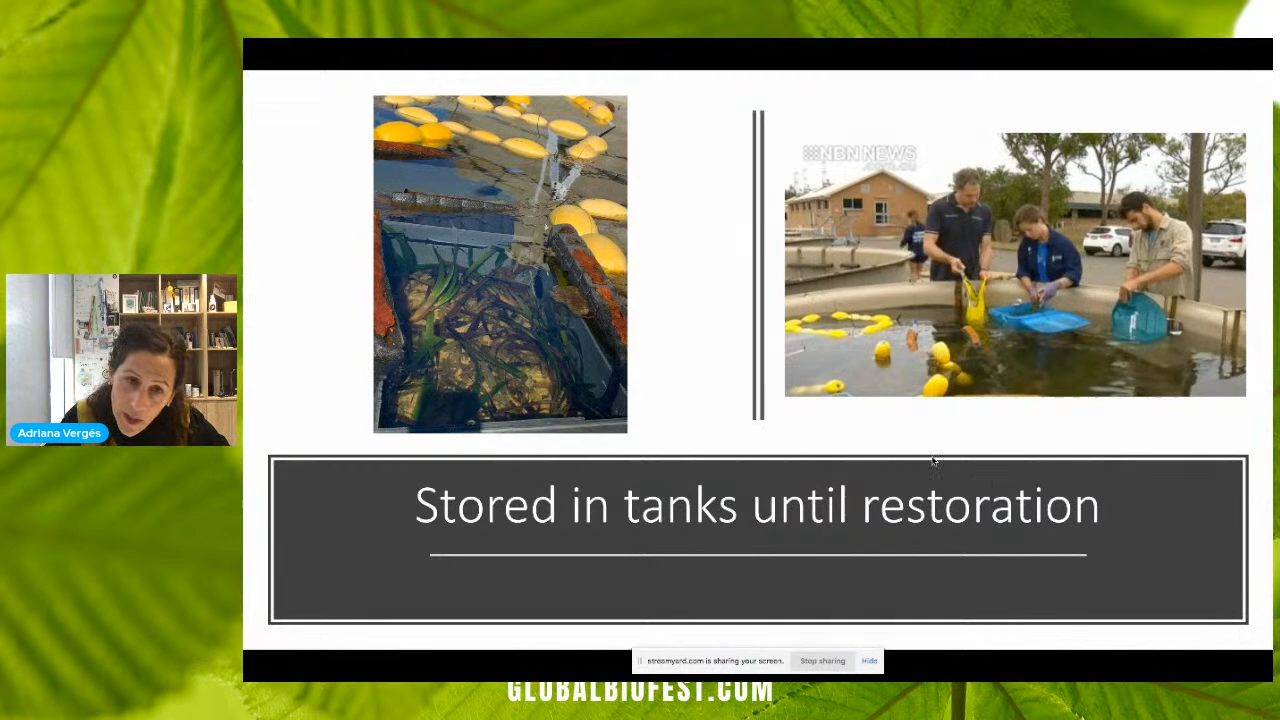 NBN NEWS
Adriana Vergés
Stored in tanks until restoration
streamyard.com is sharing your screen.
Stop sharing
Hide
GLOBALBIOFEST.COM